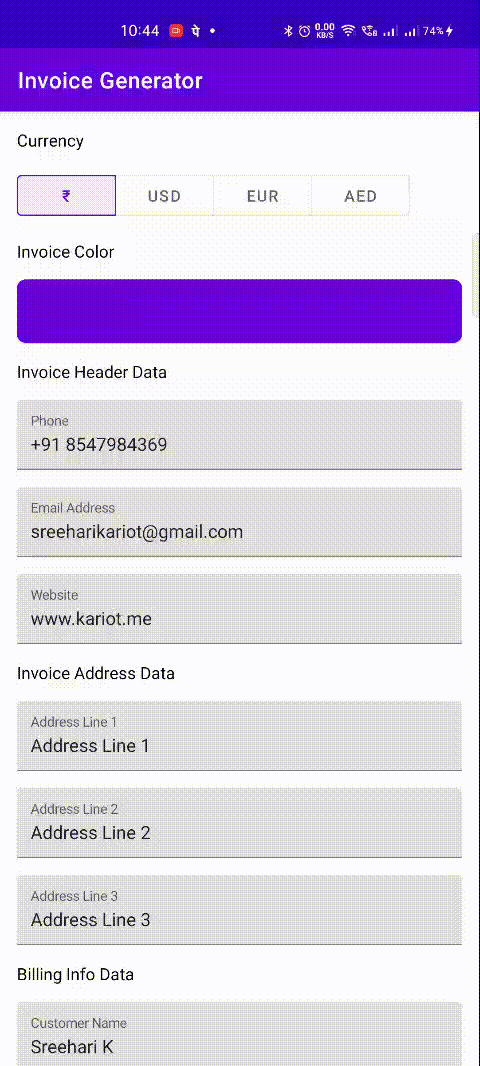 10:44 पे 0.00 KB/S 74%
Invoice Generator
Currency
₹ USD EUR AED
Invoice Color
Invoice Header Data
Phone
+91 8547984369
Email Address
sreeharikariot@gmail.com
Website
www.kariot.me
Invoice Address Data
Address Line 1
Address Line 1
Address Line 2
Address Line 2
Address Line 3
Address Line 3
Billing Info Data
Customer Name
Sreehari K